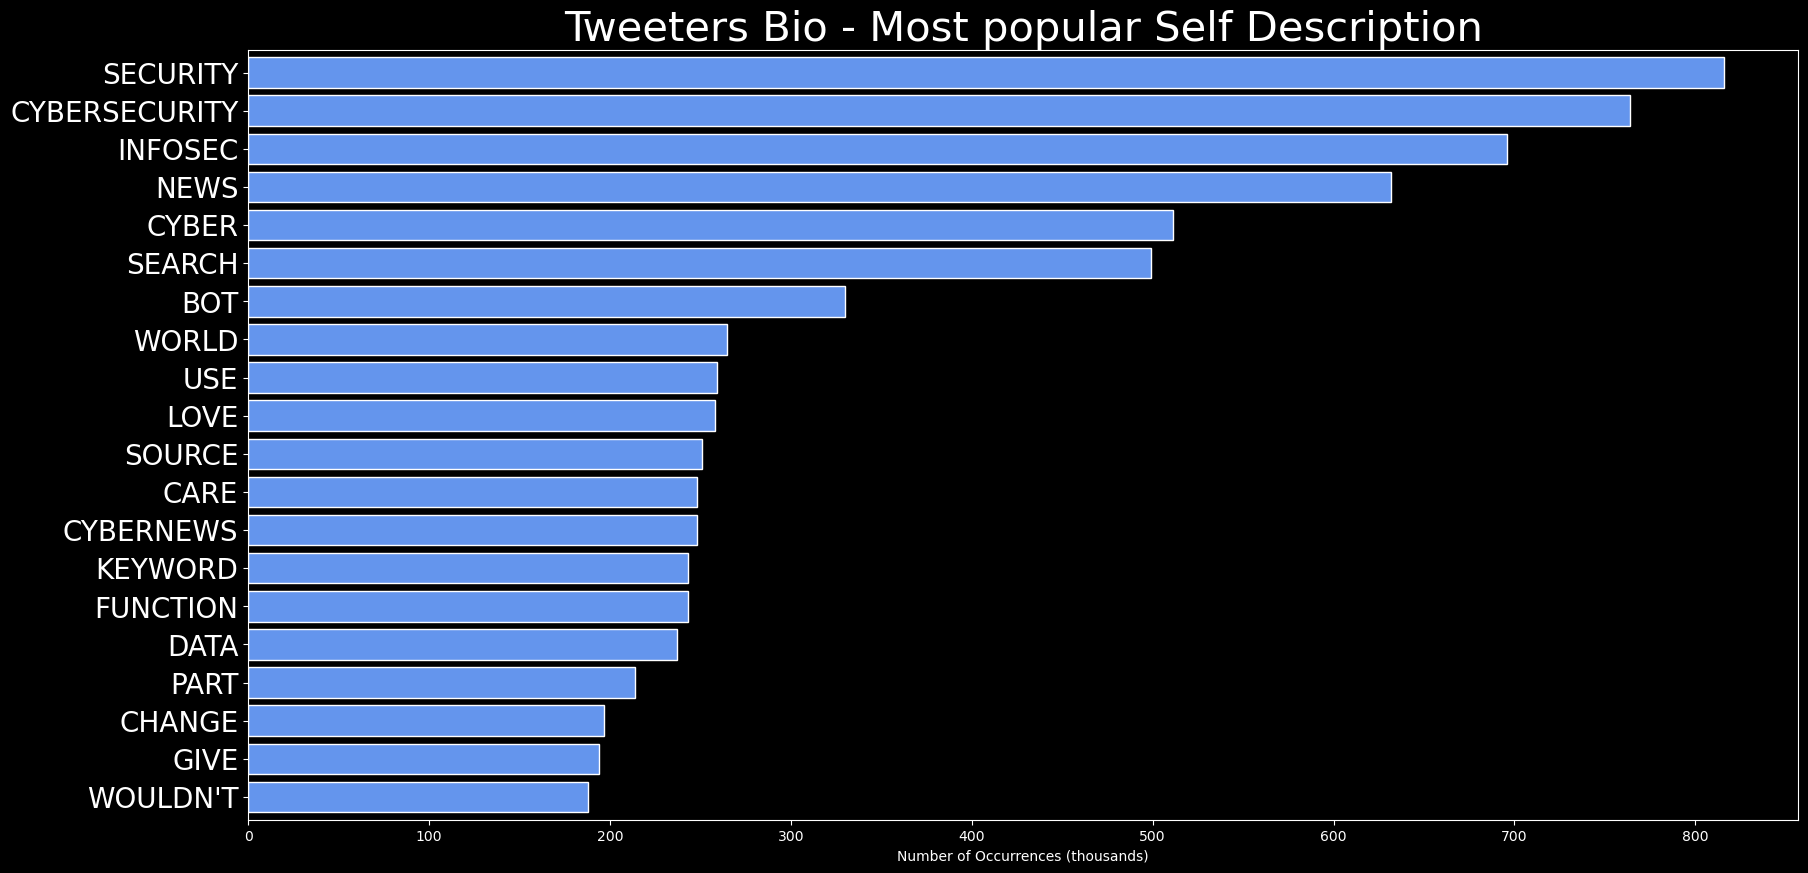 Tweeters Bio - Most popular Self Description
SECURITY
CYBERSECURITY
INFOSEC
NEWS
CYBER
SEARCH
BOT
WORLD
USE
LOVE
SOURCE
CARE
CYBERNEWS
KEYWORD
FUNCTION
DATA
PART
CHANGE
GIVE
WOULDN'T
0 100 200 300 400 500 600 700 800
Number of Occurrences (thousands)